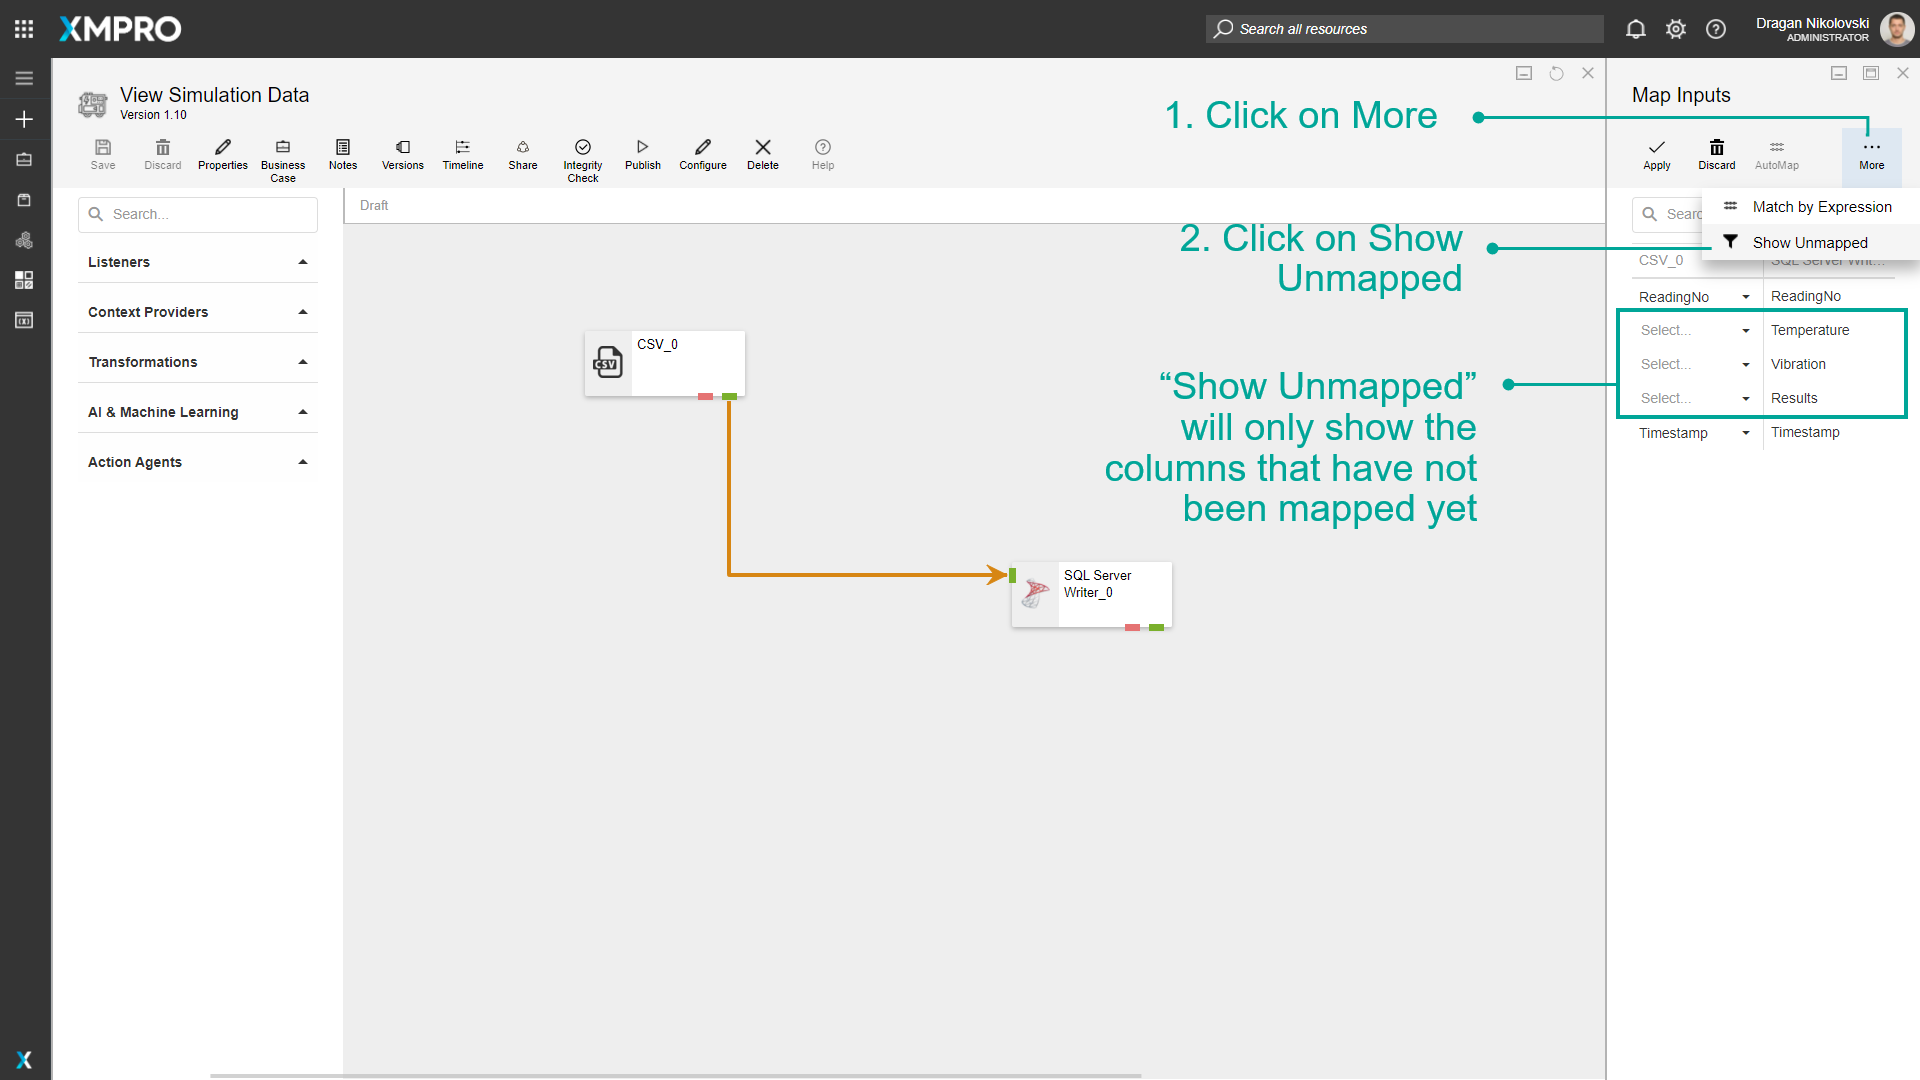 XMPRO
Search all resources
Dragan Nikolovski
ADMINISTRATOR
View Simulation Data
Version 1.10
Save
Discard
Properties
Business
Case
Notes
Versions
Timeline
Share
Integrity
Check
Publish
Configure
Delete
Help
Search...
Listeners
Context Providers
Transformations
AI & Machine Learning
Action Agents
Draft
CSV_0
CSV
SQL Server
Writer_0
1. Click on More
2. Click on Show
Unmapped
“Show Unmapped”
will only show the
columns that have not
been mapped yet
Map Inputs
Apply
Discard
AutoMap
More
Match by Expression
Show Unmapped
CSV_0
SQL Server Writ...
ReadingNo
ReadingNo
Select...
Temperature
Select...
Vibration
Select...
Results
Timestamp
Timestamp
X